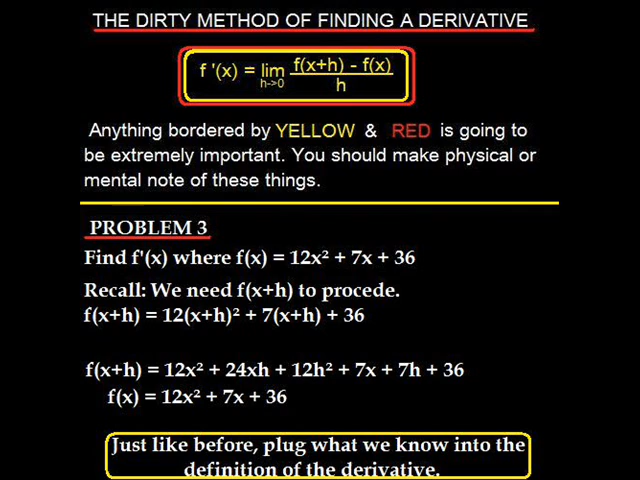 THE DIRTY METHOD OF FINDING A DERIVATIVE
f '(x) = lim h->0 f(x+h) - f(x) / h
Anything bordered by YELLOW & RED is going to
be extremely important. You should make physical or
mental note of these things.
PROBLEM 3
Find f'(x) where f(x) = 12x² + 7x + 36
Recall: We need f(x+h) to procede.
f(x+h) = 12(x+h)² + 7(x+h) + 36
f(x+h) = 12x² + 24xh + 12h² + 7x + 7h + 36
f(x) = 12x² + 7x + 36
Just like before, plug what we know into the
definition of the derivative.